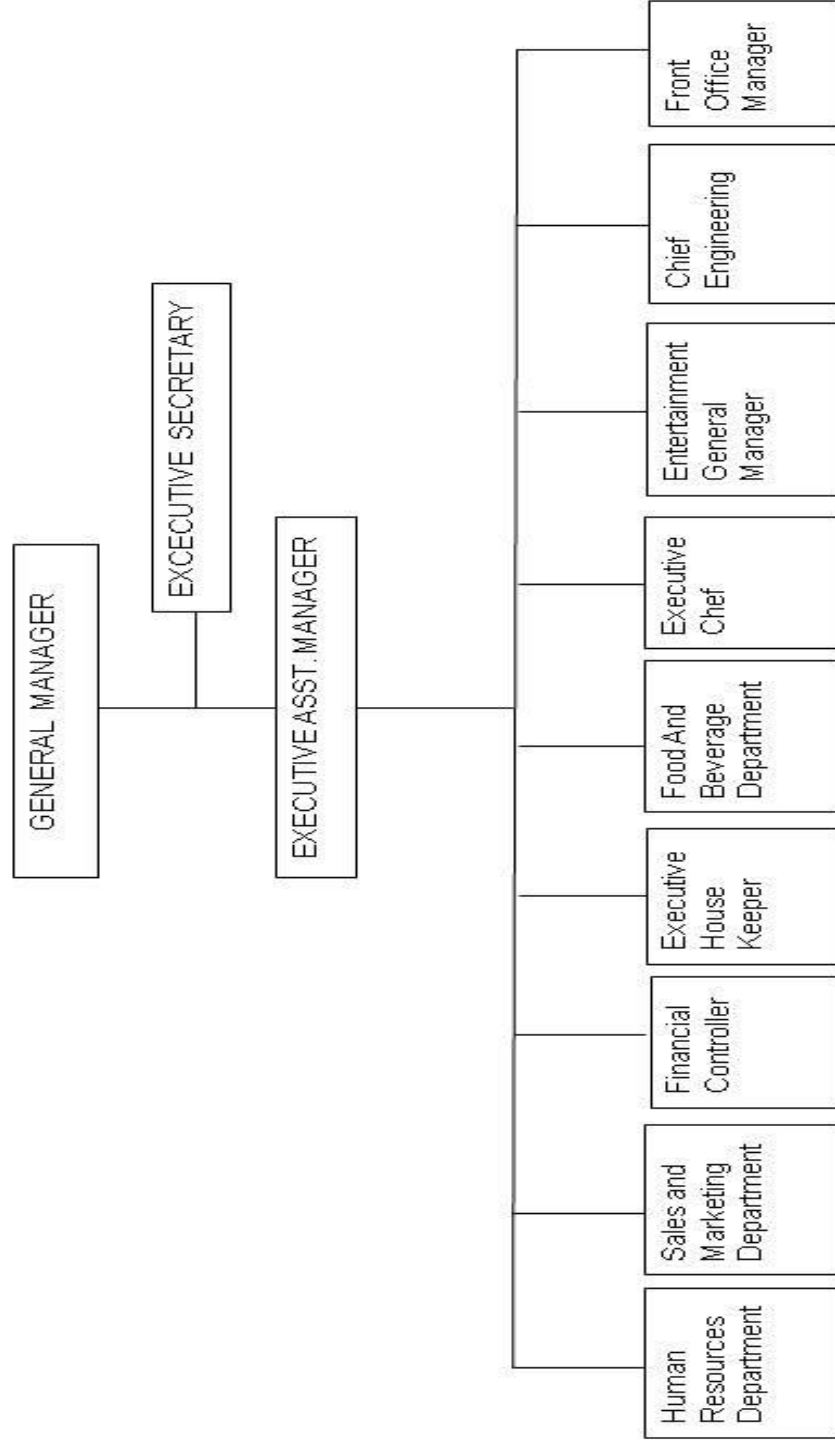 GENERAL MANAGER
EXCECUTIVE SECRETARY
EXECUTIVE ASST. MANAGER
Human
Resources
Department
Sales and
Marketing
Department
Financial
Controller
Executive
House
Keeper
Food And
Beverage
Department
Executive
Chef
Entertainment
General
Manager
Chief
Engineering
Front
Office
Manager